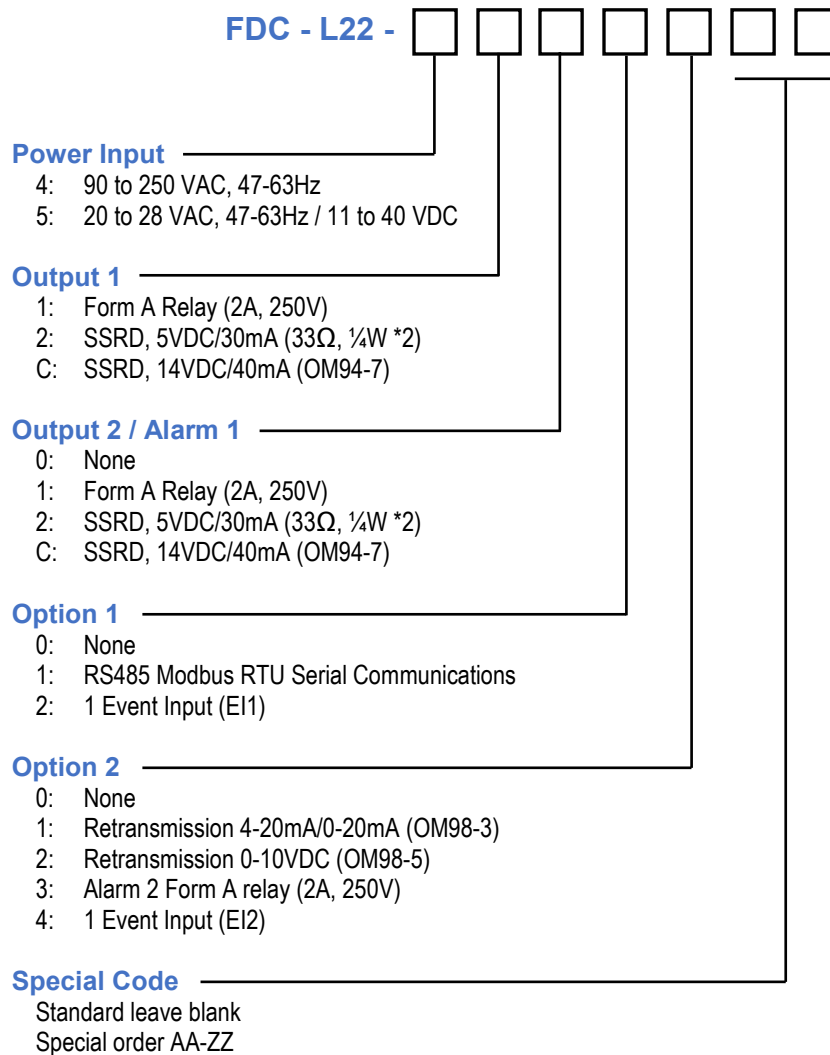 FDC - L22 -
Power Input
4: 90 to 250 VAC, 47-63Hz
5: 20 to 28 VAC, 47-63Hz / 11 to 40 VDC
Output 1
1: Form A Relay (2A, 250V)
2: SSRD, 5VDC/30mA (33Ω, ¼W *2)
C: SSRD, 14VDC/40mA (OM94-7)
Output 2 / Alarm 1
0: None
1: Form A Relay (2A, 250V)
2: SSRD, 5VDC/30mA (33Ω, ¼W *2)
C: SSRD, 14VDC/40mA (OM94-7)
Option 1
0: None
1: RS485 Modbus RTU Serial Communications
2: 1 Event Input (EI1)
Option 2
0: None
1: Retransmission 4-20mA/0-20mA (OM98-3)
2: Retransmission 0-10VDC (OM98-5)
3: Alarm 2 Form A relay (2A, 250V)
4: 1 Event Input (EI2)
Special Code
Standard leave blank
Special order AA-ZZ